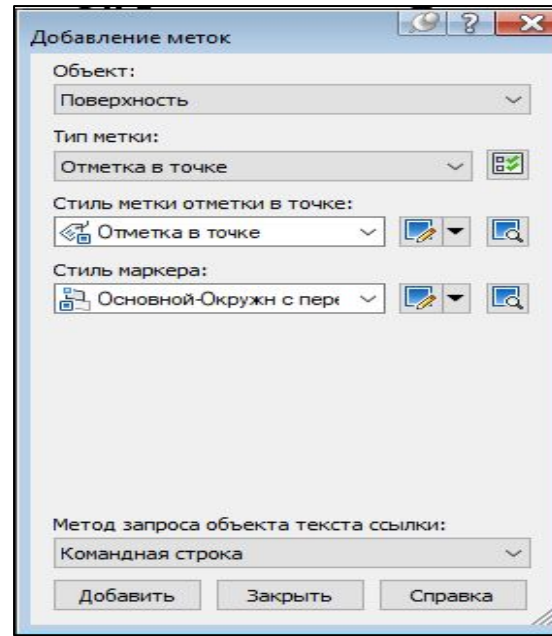 Добавление меток
Объект:
Поверхность
Тип метки:
Отметка в точке
Стиль метки отметки в точке:
Отметка в точке
Стиль маркера:
Основной-Окружн с пере
Метод запроса объекта текста ссылки:
Командная строка
Добавить Закрыть Справка